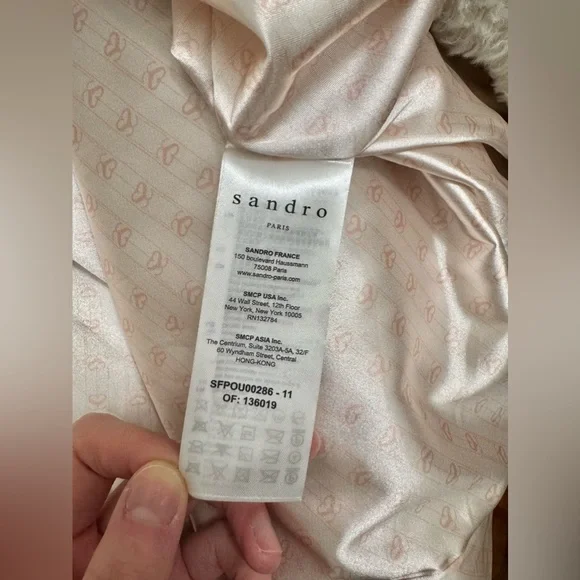 sandro
PARIS
SANDRO FRANCE
150 boulevard Haussmann
75008 Paris
www.sandro-paris.com
SMCP USA Inc.
44 Wall Street, 12th Floor
New York, New York 10005
RN132784
SMCP ASIA Inc.
The Centrium, Suite 3203A-5A, 32/F
60 Wyndham Street, Central
HONG-KONG
SFPOU00286 - 11
OF: 136019